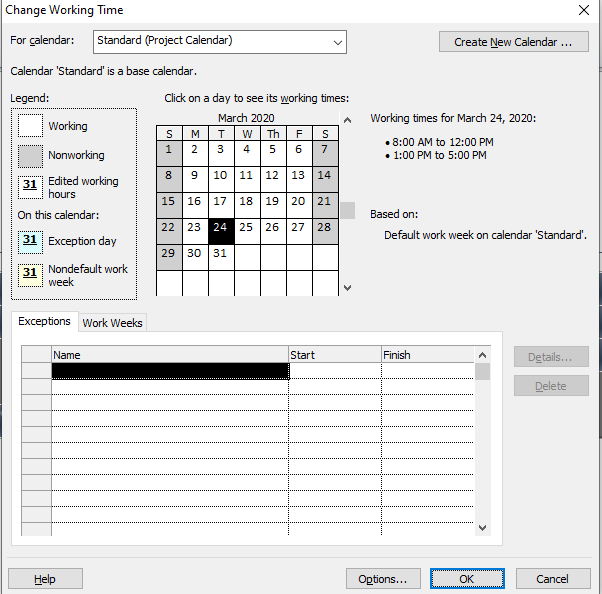 Change Working Time
For calendar: Standard (Project Calendar)
Create New Calendar ...
Calendar 'Standard' is a base calendar.
Legend:
Working
Nonworking
31 Edited working
hours
On this calendar:
31 Exception day
31 Nondefault work
week
Click on a day to see its working times:
March 2020
S M T W Th F S
1 2 3 4 5 6 7
8 9 10 11 12 13 14
15 16 17 18 19 20 21
22 23 24 25 26 27 28
29 30 31
Working times for March 24, 2020:
• 8:00 AM to 12:00 PM
• 1:00 PM to 5:00 PM
Based on:
Default work week on calendar 'Standard'.
Exceptions Work Weeks
Name Start Finish
Details...
Delete
Help Options... OK Cancel